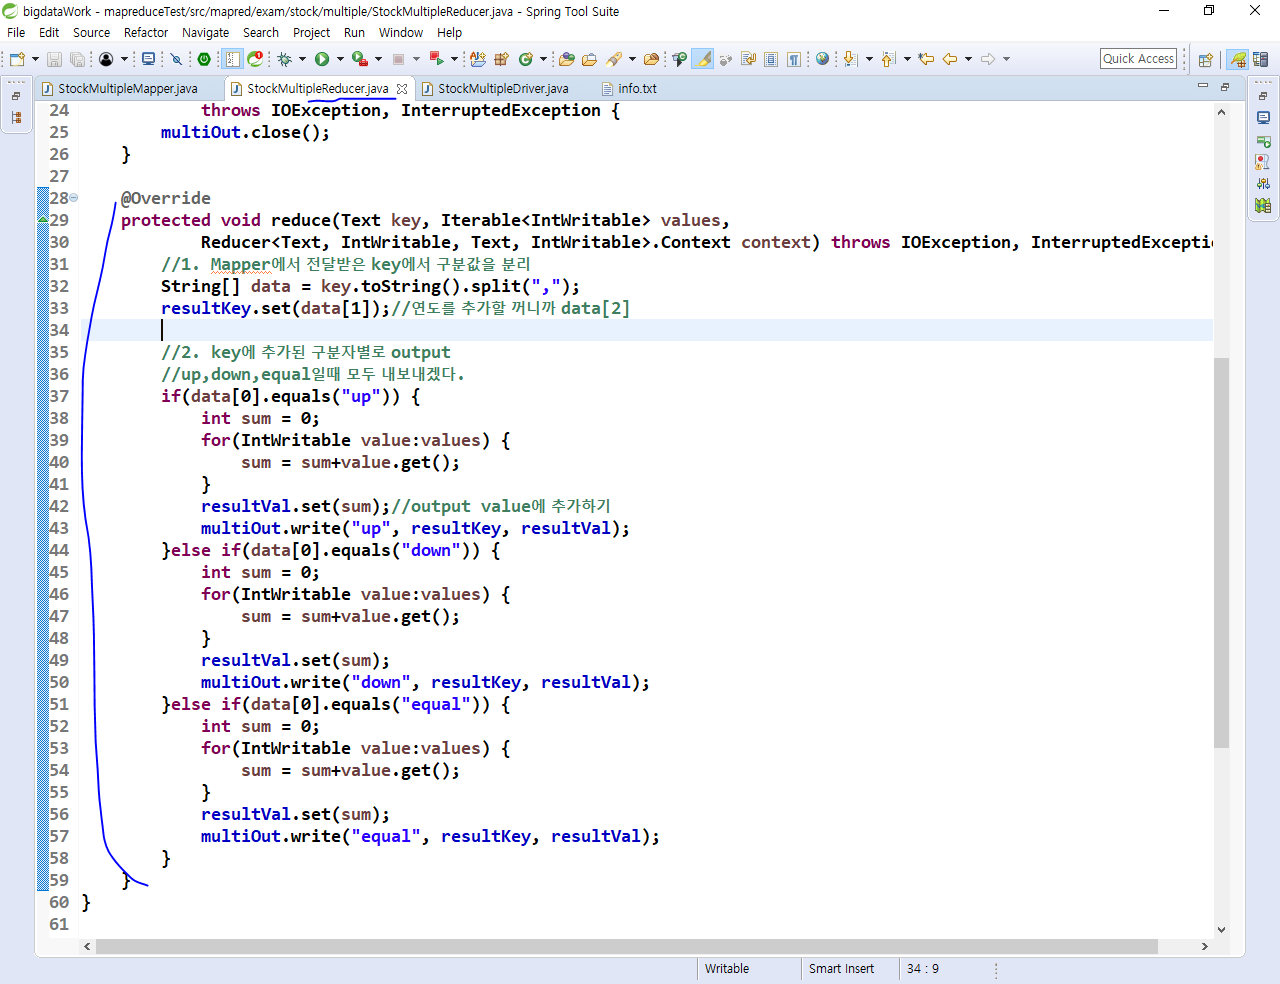 bigdataWork - mapreduceTest/src/mapred/exam/stock/multiple/StockMultipleReducer.java - Spring Tool Suite
File Edit Source Refactor Navigate Search Project Run Window Help
Quick Access
StockMultipleMapper.java StockMultipleReducer.java StockMultipleDriver.java info.txt
24 throws IOException, InterruptedException {
25 multiOut.close();
26 }
27
28 @Override
29 protected void reduce(Text key, Iterable<IntWritable> values,
30 Reducer<Text, IntWritable, Text, IntWritable>.Context context) throws IOException, InterruptedExcepti
31 //1. Mapper에서 전달받은 key에서 구분값을 분리
32 String[] data = key.toString().split(",");
33 resultKey.set(data[1]);//연도를 추가할 꺼니까 data[2]
34
35 //2. key에 추가된 구분자별로 output
36 //up,down,equal일때 모두 내보내겠다.
37 if(data[0].equals("up")) {
38 int sum = 0;
39 for(IntWritable value:values) {
40 sum = sum+value.get();
41 }
42 resultVal.set(sum);//output value에 추가하기
43 multiOut.write("up", resultKey, resultVal);
44 }else if(data[0].equals("down")) {
45 int sum = 0;
46 for(IntWritable value:values) {
47 sum = sum+value.get();
48 }
49 resultVal.set(sum);
50 multiOut.write("down", resultKey, resultVal);
51 }else if(data[0].equals("equal")) {
52 int sum = 0;
53 for(IntWritable value:values) {
54 sum = sum+value.get();
55 }
56 resultVal.set(sum);
57 multiOut.write("equal", resultKey, resultVal);
58 }
59 }
60 }
61
Writable Smart Insert 34 : 9